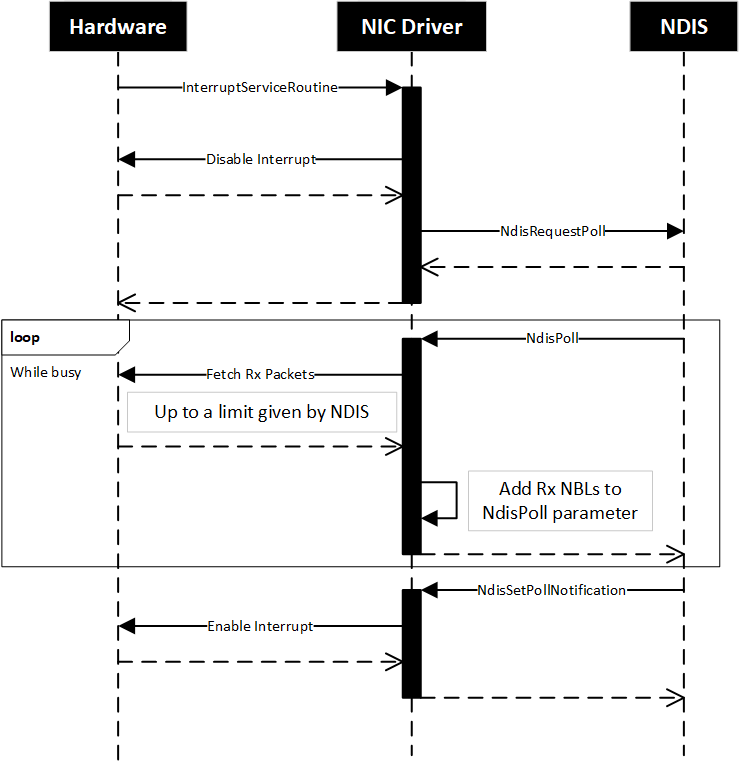 Hardware
NIC Driver
NDIS
InterruptServiceRoutine
Disable Interrupt
NdisRequestPoll
loop
NdisPoll
While busy
Fetch Rx Packets
Up to a limit given by NDIS
Add Rx NBLs to
NdisPoll parameter
NdisSetPollNotification
Enable Interrupt